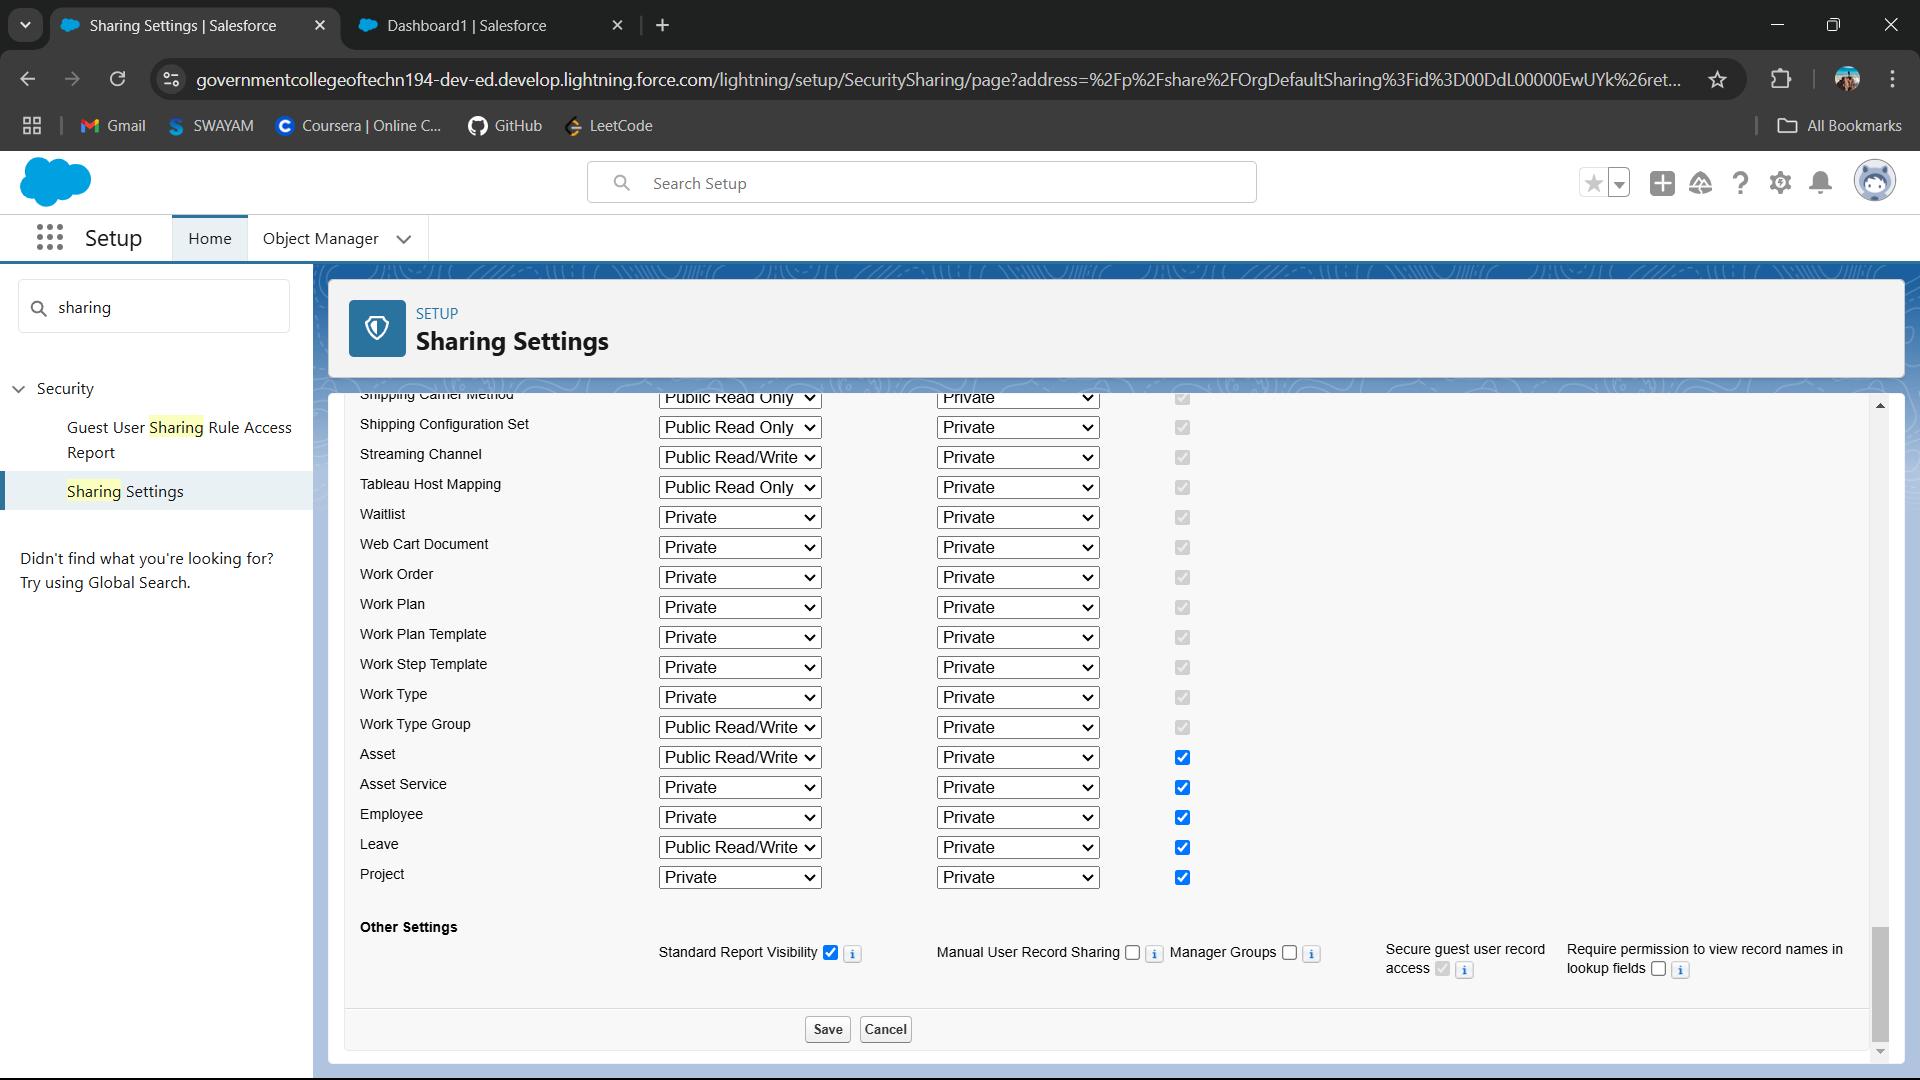 Sharing Settings | Salesforce
Dashboard1 | Salesforce
governmentcollegeoftechn194-dev-ed.develop.lightning.force.com/lightning/setup/SecuritySharing/page?address=%2Fp%2Fshare%2FOrgDefaultSharing%3Fid%3D00DdL00000EwUYk%26ret...
Gmail
SWAYAM
Coursera | Online C...
GitHub
LeetCode
All Bookmarks
Search Setup
Setup
Home
Object Manager
sharing
Security
Guest User Sharing Rule Access
Report
Sharing Settings
Didn't find what you're looking for?
Try using Global Search.
SETUP
Sharing Settings
Shipping Carrier Method Public Read Only Private
Shipping Configuration Set Public Read Only Private
Streaming Channel Public Read/Write Private
Tableau Host Mapping Public Read Only Private
Waitlist Private Private
Web Cart Document Private Private
Work Order Private Private
Work Plan Private Private
Work Plan Template Private Private
Work Step Template Private Private
Work Type Private Private
Work Type Group Public Read/Write Private
Asset Public Read/Write Private
Asset Service Private Private
Employee Private Private
Leave Public Read/Write Private
Project Private Private
Other Settings
Standard Report Visibility i
Manual User Record Sharing i
Manager Groups i
Secure guest user record
access i
Require permission to view record names in
lookup fields i
Save Cancel